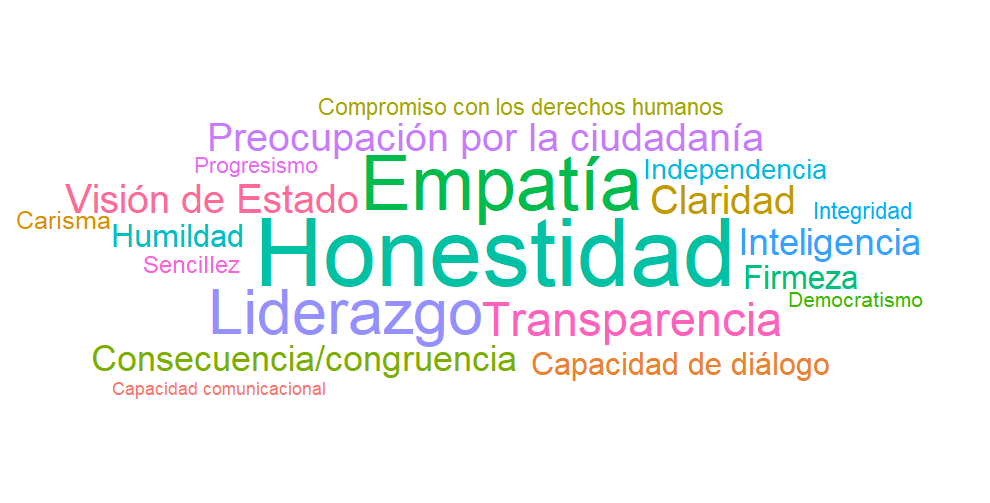 Compromiso con los derechos humanos
Preocupación por la ciudadanía
Progresismo
Empatía
Independencia
Visión de Estado
Claridad
Carisma
Integridad
Humildad
Honestidad
Inteligencia
Sencillez
Firmeza
Democratismo
Liderazgo
Transparencia
Consecuencia/congruencia
Capacidad de diálogo
Capacidad comunicacional